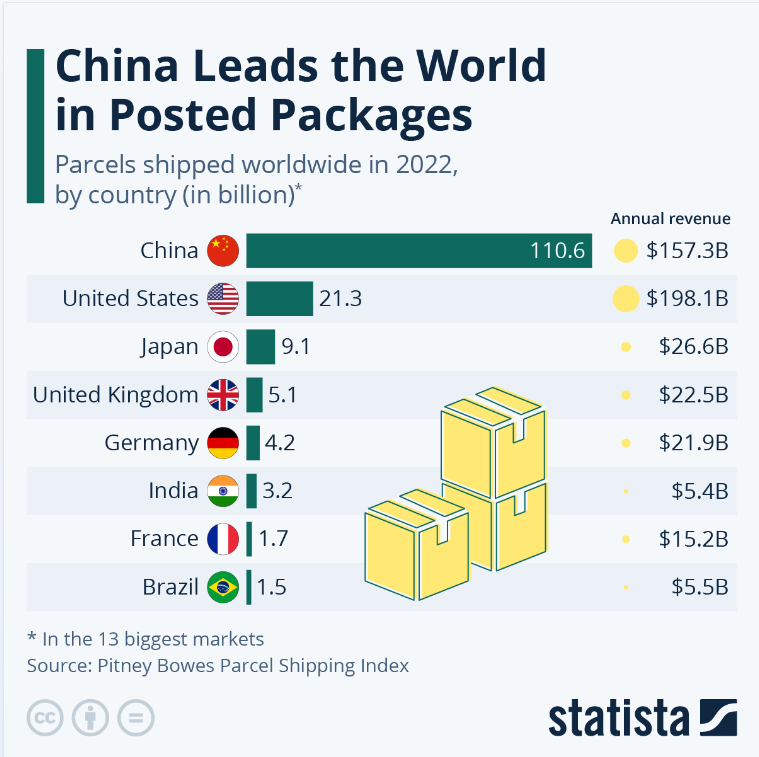 China Leads the World
in Posted Packages
Parcels shipped worldwide in 2022,
by country (in billion)*
Annual revenue
China 110.6 $157.3B
United States 21.3 $198.1B
Japan 9.1 $26.6B
United Kingdom 5.1 $22.5B
Germany 4.2 $21.9B
India 3.2 $5.4B
France 1.7 $15.2B
Brazil 1.5 $5.5B
* In the 13 biggest markets
Source: Pitney Bowes Parcel Shipping Index
cc
statista